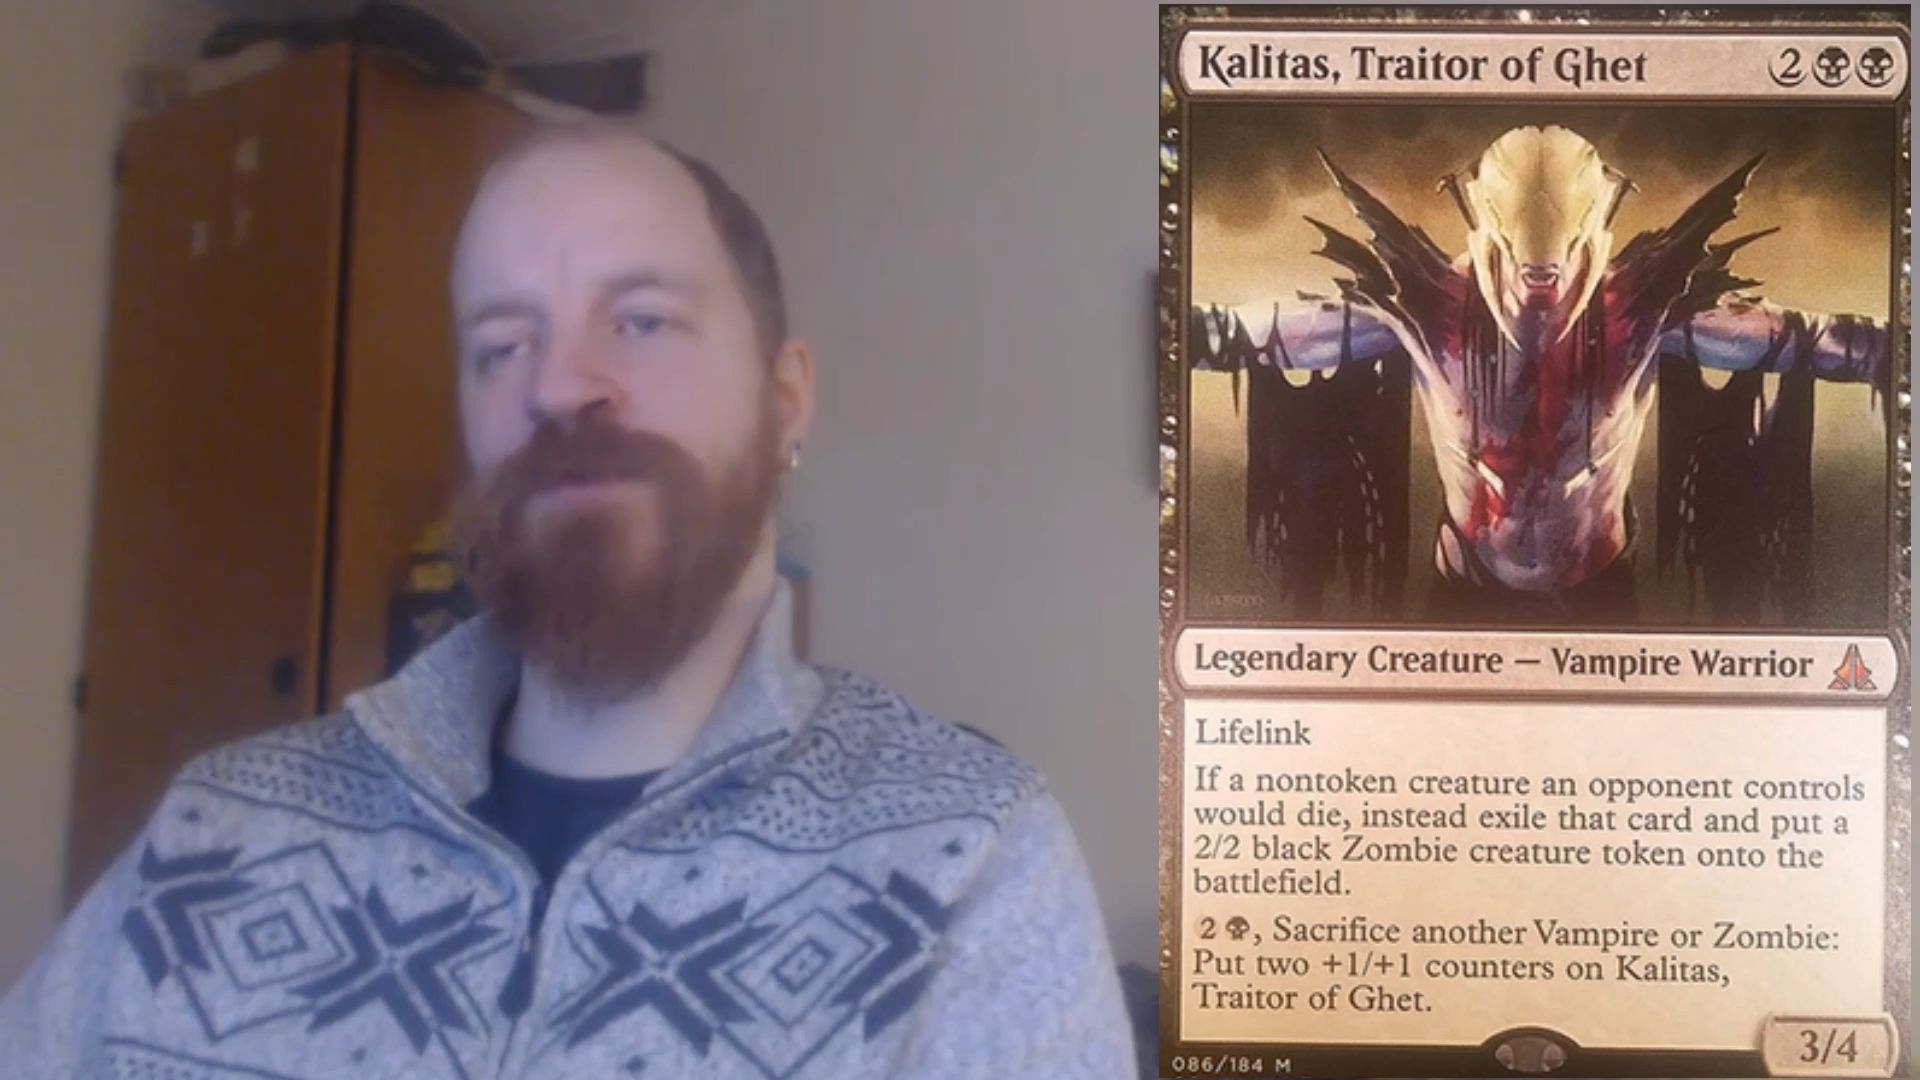 Kalitas, Traitor of Ghet 2
Legendary Creature — Vampire Warrior
Lifelink
If a nontoken creature an opponent controls
would die, instead exile that card and put a
2/2 black Zombie creature token onto the
battlefield.
2 , Sacrifice another Vampire or Zombie:
Put two +1/+1 counters on Kalitas,
Traitor of Ghet.
3/4
086/184 M